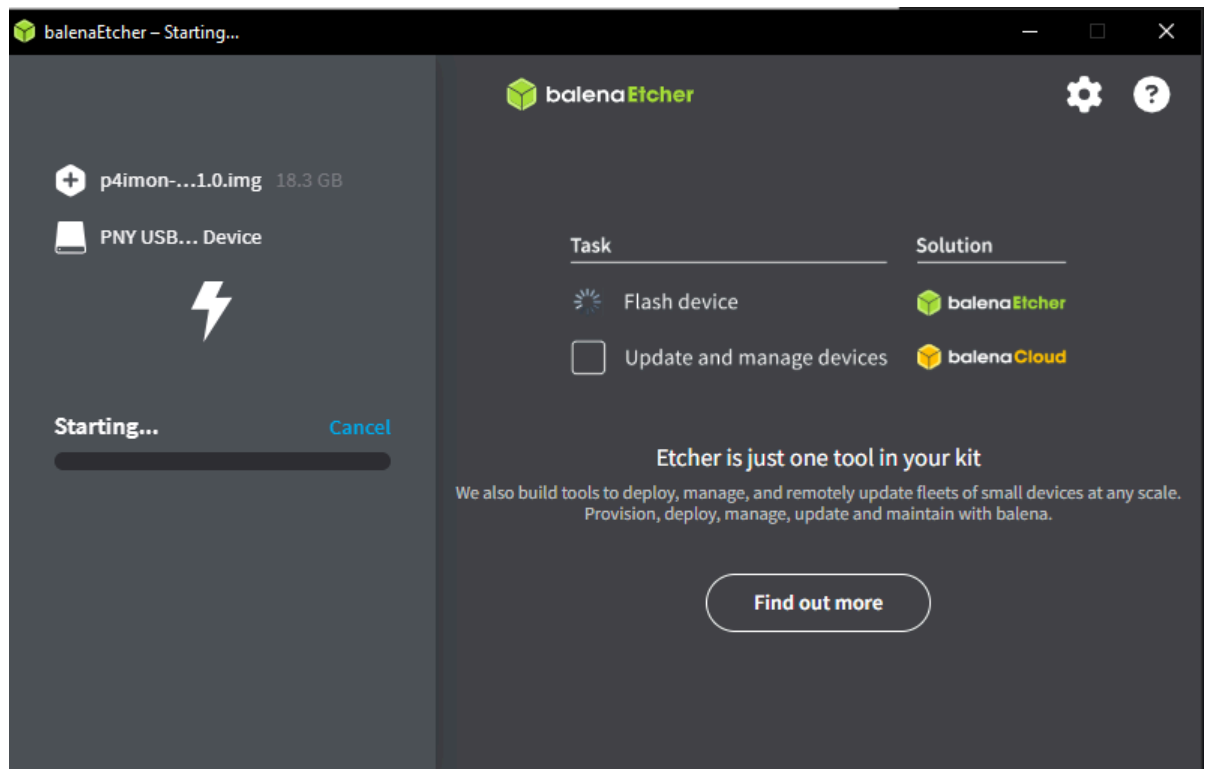 balenaEtcher – Starting...
balenaEtcher
?
p4imon-...1.0.img 18.3 GB
PNY USB... Device
Starting... Cancel
Task Solution
Flash device balenaEtcher
Update and manage devices balenaCloud
Etcher is just one tool in your kit
We also build tools to deploy, manage, and remotely update fleets of small devices at any scale.
Provision, deploy, manage, update and maintain with balena.
Find out more